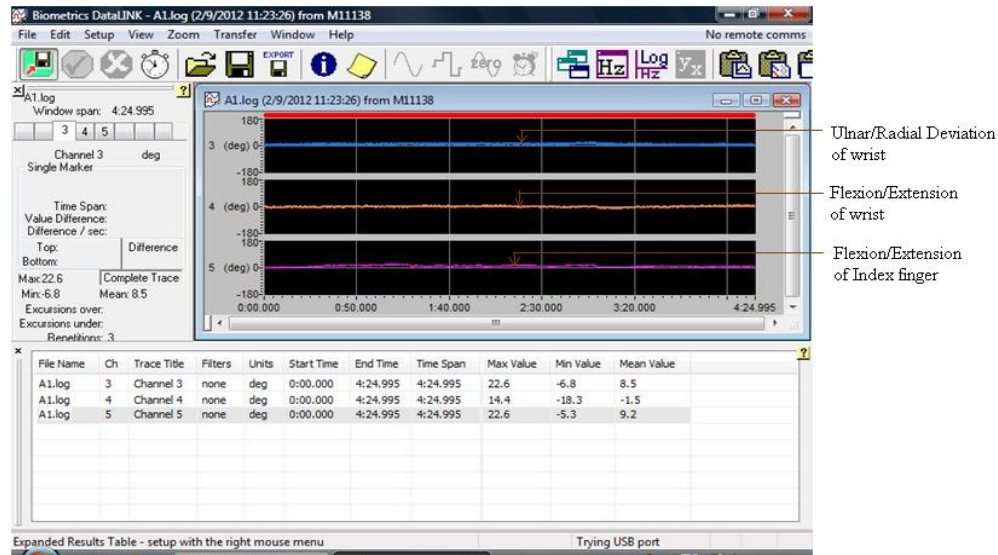 Biometrics DataLINK - A1.log (2/9/2012 11:23:26) from M11138
File Edit Setup View Zoom Transfer Window Help No remote comms
EXPORT Hz Log Hz Yx zero
A1.log
Window span: 4:24.995
3 4 5
Channel 3 deg
Single Marker
Time Span:
Value Difference:
Difference / sec:
Top: Difference
Bottom:
Max:22.6 Complete Trace
Min:-6.8 Mean: 8.5
Excursions over:
Excursions under:
Repetitions: 3
A1.log (2/9/2012 11:23:26) from M11138
180
3 (deg) 0
-180
180
4 (deg) 0
-180
180
5 (deg) 0
-180
0:00.000 0:50.000 1:40.000 2:30.000 3:20.000 4:24.995
Ulnar/Radial Deviation
of wrist
Flexion/Extension
of wrist
Flexion/Extension
of Index finger
File Name Ch Trace Title Filters Units Start Time End Time Time Span Max Value Min Value Mean Value
A1.log 3 Channel 3 none deg 0:00.000 4:24.995 4:24.995 22.6 -6.8 8.5
A1.log 4 Channel 4 none deg 0:00.000 4:24.995 4:24.995 14.4 -18.3 -1.5
A1.log 5 Channel 5 none deg 0:00.000 4:24.995 4:24.995 22.6 -5.3 9.2
Expanded Results Table - setup with the right mouse menu Trying USB port